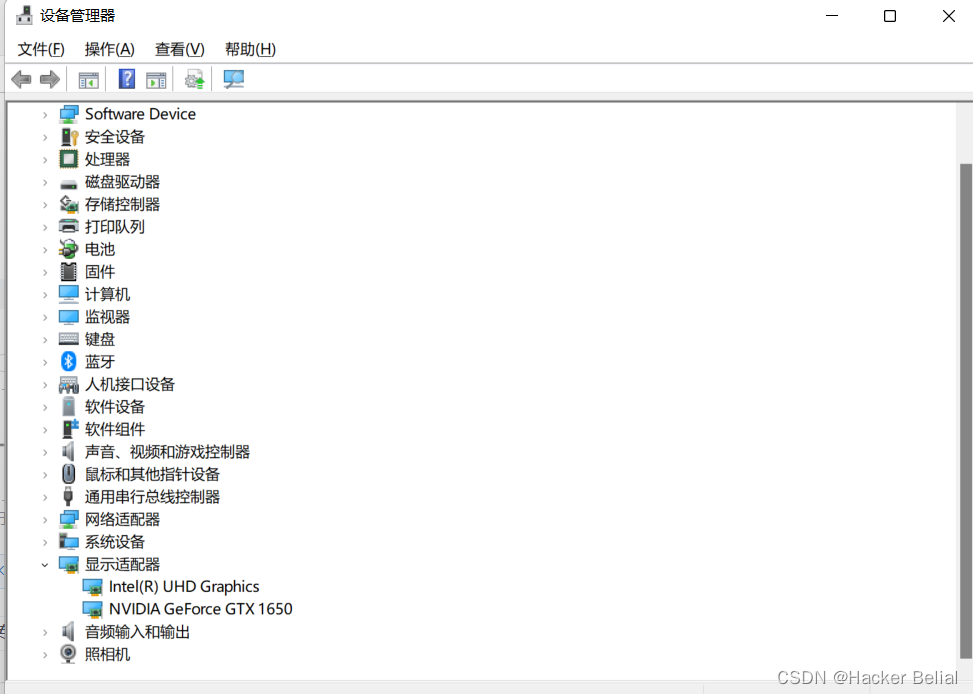 设备管理器
文件(F) 操作(A) 查看(V) 帮助(H)
Software Device
安全设备
处理器
磁盘驱动器
存储控制器
打印队列
电池
固件
计算机
监视器
键盘
蓝牙
人机接口设备
软件设备
软件组件
声音、视频和游戏控制器
鼠标和其他指针设备
通用串行总线控制器
网络适配器
系统设备
显示适配器
Intel(R) UHD Graphics
NVIDIA GeForce GTX 1650
音频输入和输出
照相机
CSDN @Hacker Belial